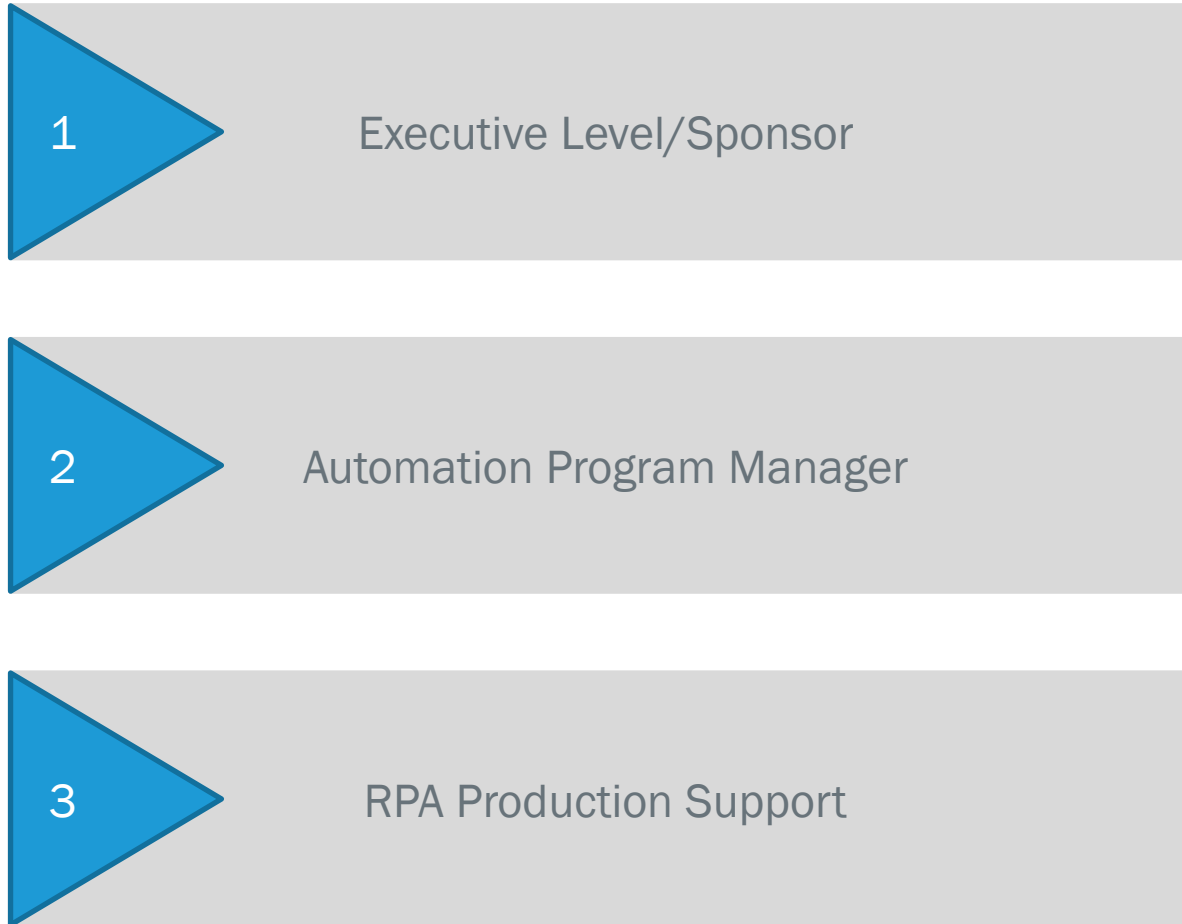 1
Executive Level/Sponsor
2
Automation Program Manager
3
RPA Production Support